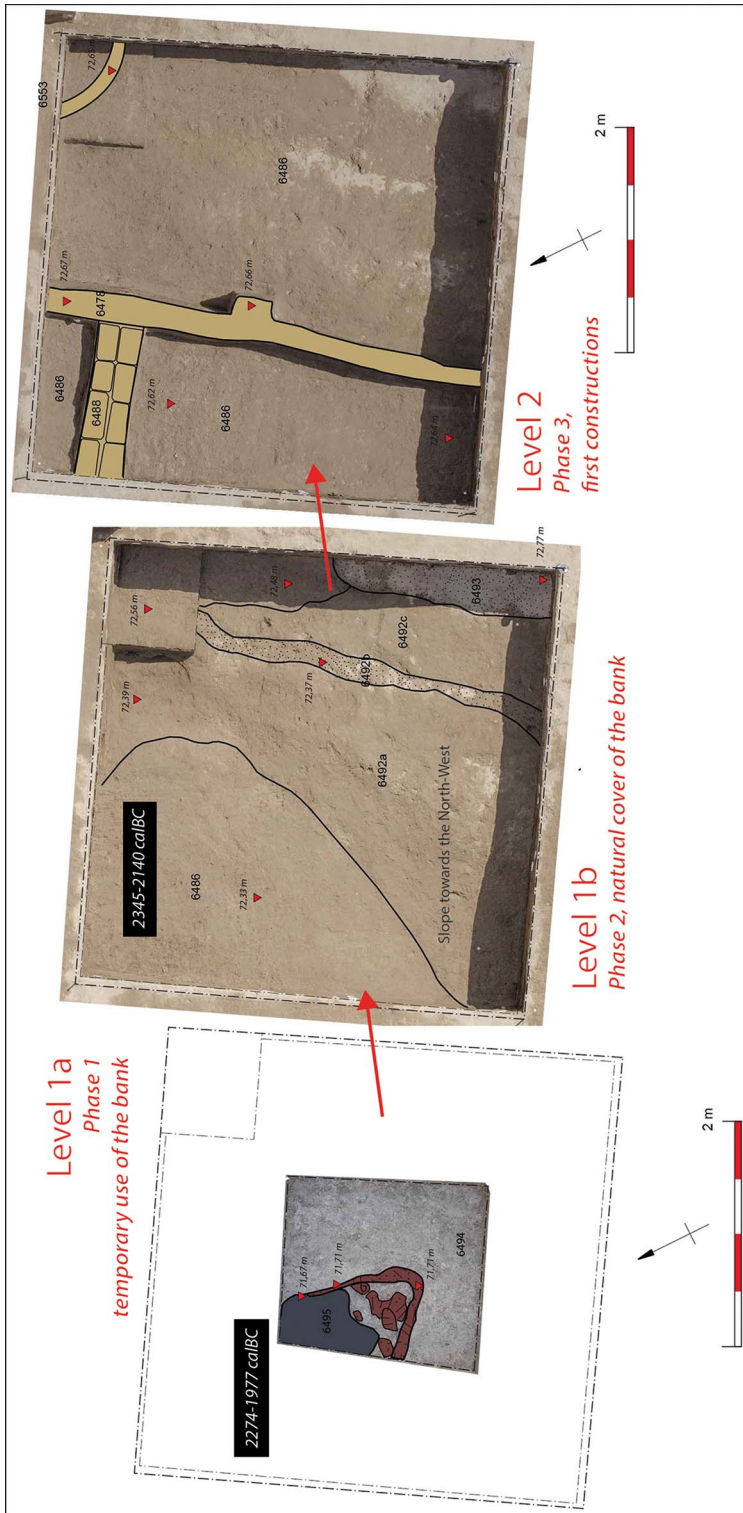 Level 1a
Phase 1
temporary use of the bank
2274-1977 calBC
71,67 m
71,71 m
71,71 m
6495
6494
2 m
2345-2140 calBC
6486
72,33 m
72,39 m
72,56 m
72,48 m
72,37 m
72,77 m
6492a
6492b
6492c
6493
Slope towards the North-West
Level 1b
Phase 2, natural cover of the bank
6553
72,67 m
6478
72,66 m
6486
6488
72,62 m
6486
6486
Level 2
Phase 3,
first constructions
2 m